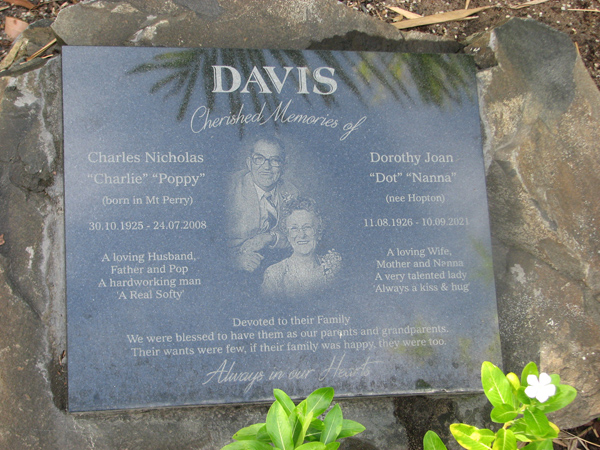 DAVIS
Cherished Memories of
Charles Nicholas
"Charlie" "Poppy"
(born in Mt Perry)
30.10.1925 - 24.07.2008
A loving Husband,
Father and Pop
A hardworking man
'A Real Softy'
Dorothy Joan
"Dot" "Nanna"
(nee Hopton)
11.08.1926 - 10.09.2021
A loving Wife,
Mother and Nanna
A very talented lady
Always a kiss & hug
Devoted to their Family
We were blessed to have them as our parents and grandparents.
Their wants were few, if their family was happy, they were too.
Always in our Hearts